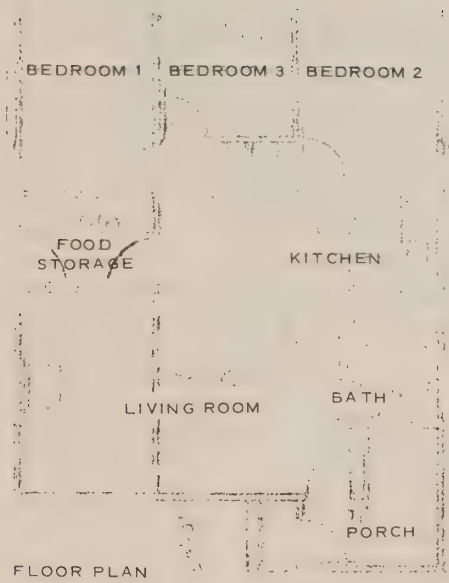 BEDROOM 1
BEDROOM 3
BEDROOM 2
FOOD
STORAGE
KITCHEN
LIVING ROOM
BATH
PORCH
FLOOR PLAN